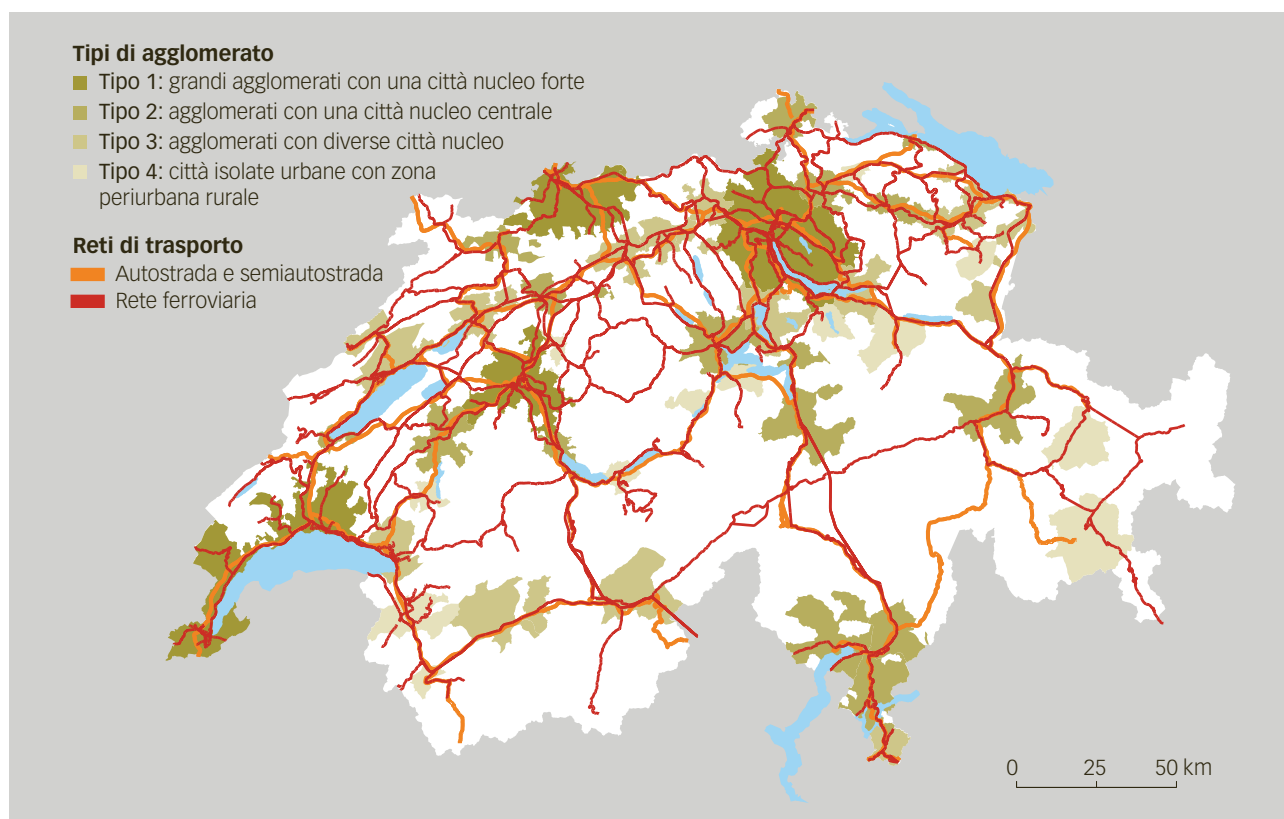 Tipi di agglomerato
Tipo 1: grandi agglomerati con una città nucleo forte
Tipo 2: agglomerati con una città nucleo centrale
Tipo 3: agglomerati con diverse città nucleo
Tipo 4: città isolate urbane con zona
periurbana rurale
Reti di trasporto
Autostrada e semiautostrada
Rete ferroviaria
0 25 50 km